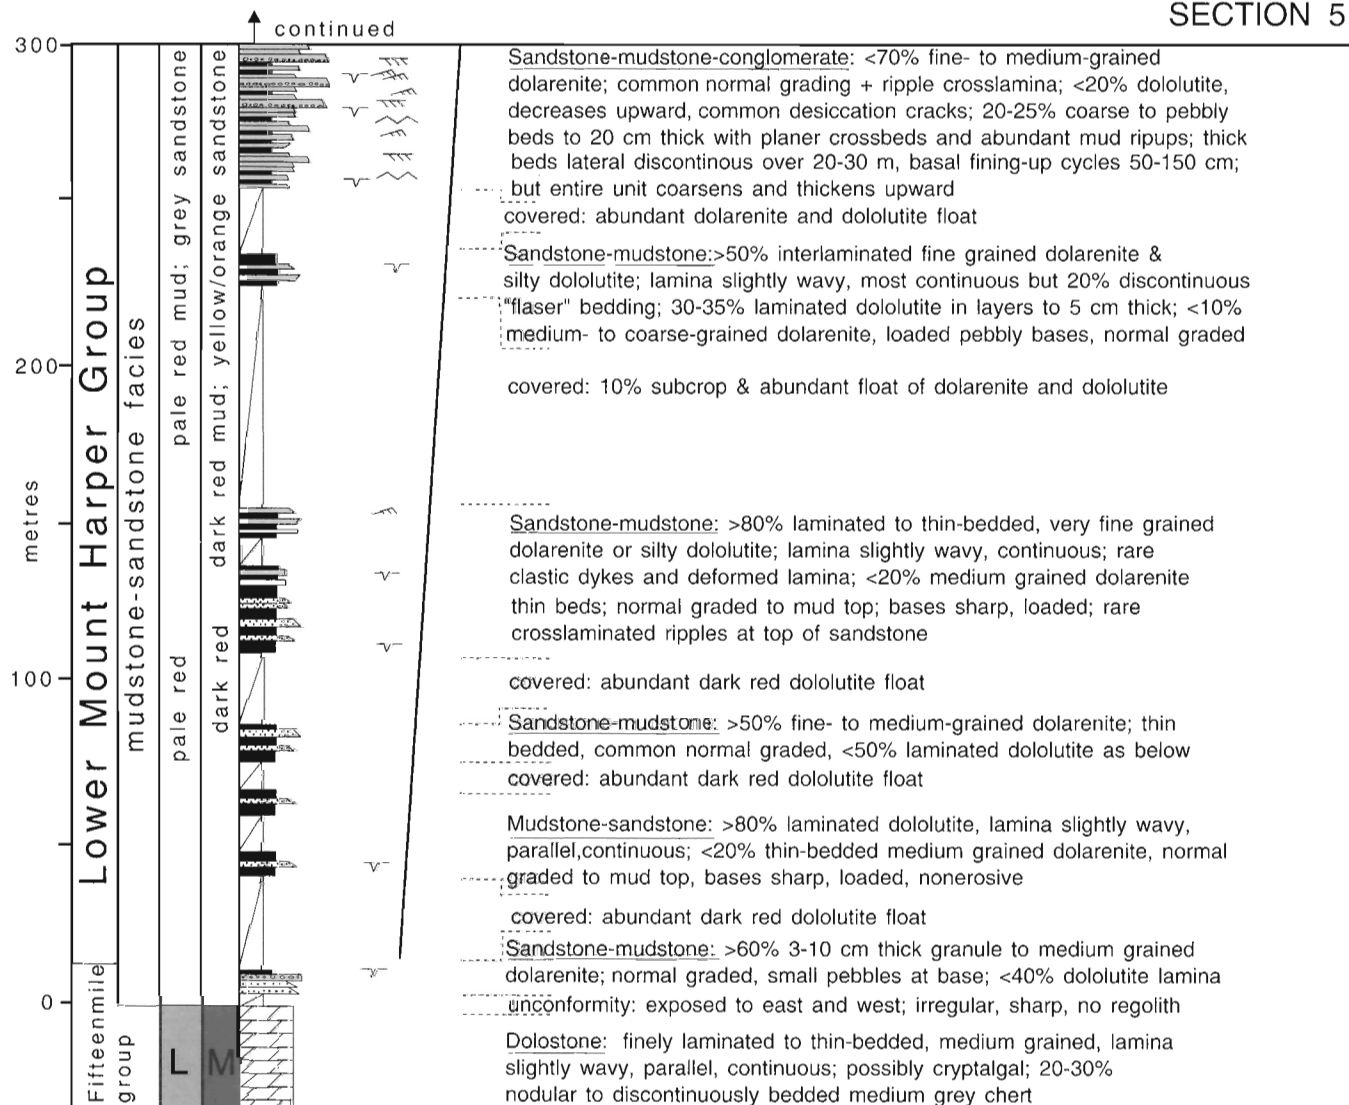 SECTION 5
continued
300
200
100
0
metres
Lower Mount Harper Group
Fifteenmile
group
mudstone-sandstone facies
pale red mud; grey sandstone
pale red
dark red mud; yellow/orange sandstone
dark red
L
M
Sandstone-mudstone-conglomerate: <70% fine- to medium-grained
dolarenite; common normal grading + ripple crosslamina; <20% dololutite,
decreases upward, common desiccation cracks; 20-25% coarse to pebbly
beds to 20 cm thick with planer crossbeds and abundant mud ripups; thick
beds lateral discontinous over 20-30 m, basal fining-up cycles 50-150 cm;
but entire unit coarsens and thickens upward
covered: abundant dolarenite and dololutite float
Sandstone-mudstone:>50% interlaminated fine grained dolarenite &
silty dololutite; lamina slightly wavy, most continuous but 20% discontinuous
"flaser" bedding; 30-35% laminated dololutite in layers to 5 cm thick; <10%
medium- to coarse-grained dolarenite, loaded pebbly bases, normal graded
covered: 10% subcrop & abundant float of dolarenite and dololutite
Sandstone-mudstone: >80% laminated to thin-bedded, very fine grained
dolarenite or silty dololutite; lamina slightly wavy, continuous; rare
clastic dykes and deformed lamina; <20% medium grained dolarenite
thin beds; normal graded to mud top; bases sharp, loaded; rare
crosslaminated ripples at top of sandstone
covered: abundant dark red dololutite float
Sandstone-mudstone: >50% fine- to medium-grained dolarenite; thin
bedded, common normal graded, <50% laminated dololutite as below
covered: abundant dark red dololutite float
Mudstone-sandstone: >80% laminated dololutite, lamina slightly wavy,
parallel,continuous; <20% thin-bedded medium grained dolarenite, normal
graded to mud top, bases sharp, loaded, nonerosive
covered: abundant dark red dololutite float
Sandstone-mudstone: >60% 3-10 cm thick granule to medium grained
dolarenite; normal graded, small pebbles at base; <40% dololutite lamina
unconformity: exposed to east and west; irregular, sharp, no regolith
Dolostone: finely laminated to thin-bedded, medium grained, lamina
slightly wavy, parallel, continuous; possibly cryptalgal; 20-30%
nodular to discontinuously bedded medium grey chert